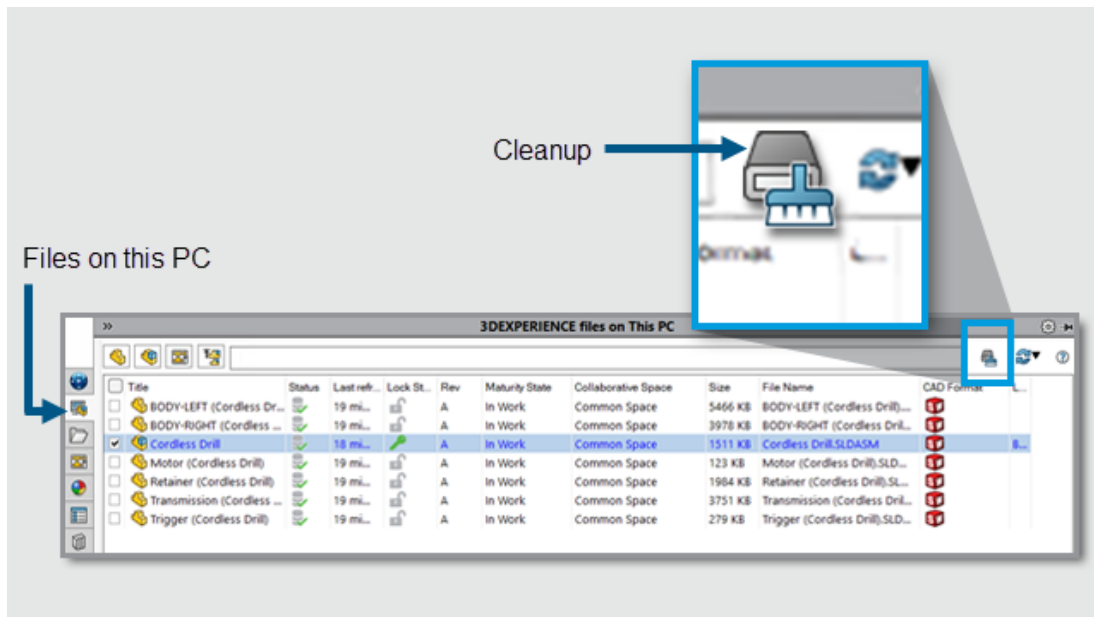 Cleanup
ormat L...
Files on this PC
3DEXPERIENCE files on This PC
Title Status Last refr... Lock St... Rev Maturity State Collaborative Space Size File Name CAD Format L...
BODY-LEFT (Cordless Dr... 19 mi... A In Work Common Space 5466 KB BODY-LEFT (Cordless Drill)....
BODY-RIGHT (Cordless ... 19 mi... A In Work Common Space 3978 KB BODY-RIGHT (Cordless Drill....
Cordless Drill 18 mi... A In Work Common Space 1511 KB Cordless Drill.SLDASM B...
Motor (Cordless Drill) 19 mi... A In Work Common Space 123 KB Motor (Cordless Drill).SLD...
Retainer (Cordless Drill) 19 mi... A In Work Common Space 1984 KB Retainer (Cordless Drill).SL...
Transmission (Cordless ... 19 mi... A In Work Common Space 3751 KB Transmission (Cordless Dril...
Trigger (Cordless Drill) 19 mi... A In Work Common Space 279 KB Trigger (Cordless Drill).SLD...